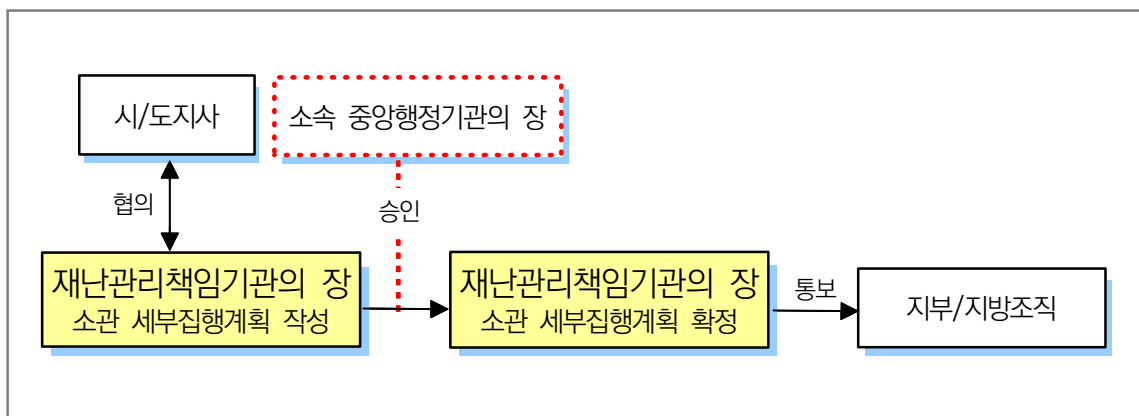 시/도지사
소속 중앙행정기관의 장
협의
승인
재난관리책임기관의 장
소관 세부집행계획 작성
재난관리책임기관의 장
소관 세부집행계획 확정
통보
지부/지방조직